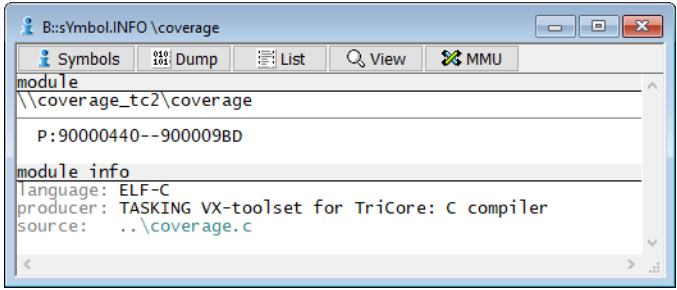 B::sYmbol.INFO \coverage
Symbols Dump List View MMU
module
\\coverage_tc2\coverage
P:90000440--900009BD
module info
language: ELF-C
producer: TASKING VX-toolset for TriCore: C compiler
source: ..\coverage.c